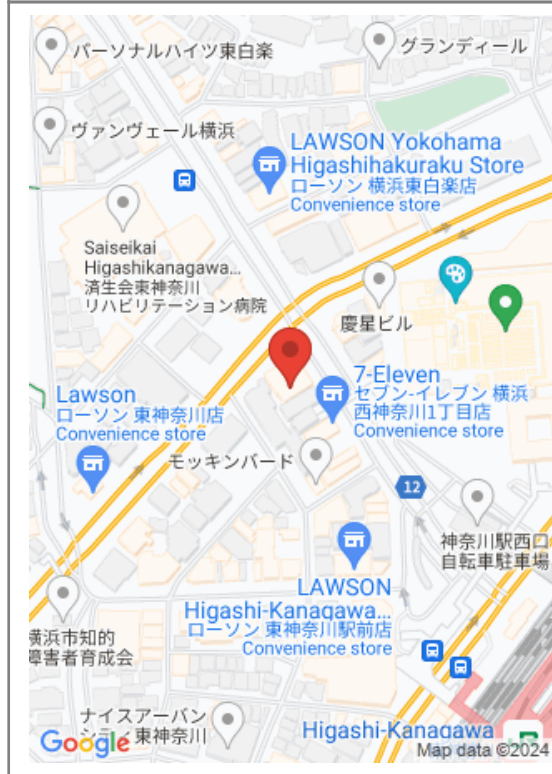 パーソナルハイツ東白楽
グランディール
ヴァンヴェール横浜
LAWSON Yokohama
Higashihakuraku Store
ローソン 横浜東白楽店
Convenience store
Saiseikai
Higashikanagawa...
済生会東神奈川
リハビリテーション病院
慶星ビル
7-Eleven
セブン-イレブン 横浜
西神奈川1丁目店
Convenience store
Lawson
ローソン 東神奈川店
Convenience store
モッキンバード
12
神奈川駅西口
自転車駐車場
LAWSON
Higashi-Kanagawa...
ローソン 東神奈川駅前店
Convenience store
横浜市知的
障害者育成会
ナイスアーバン
シティ東神奈川
Higashi-Kanagawa
Google
Map data ©2024